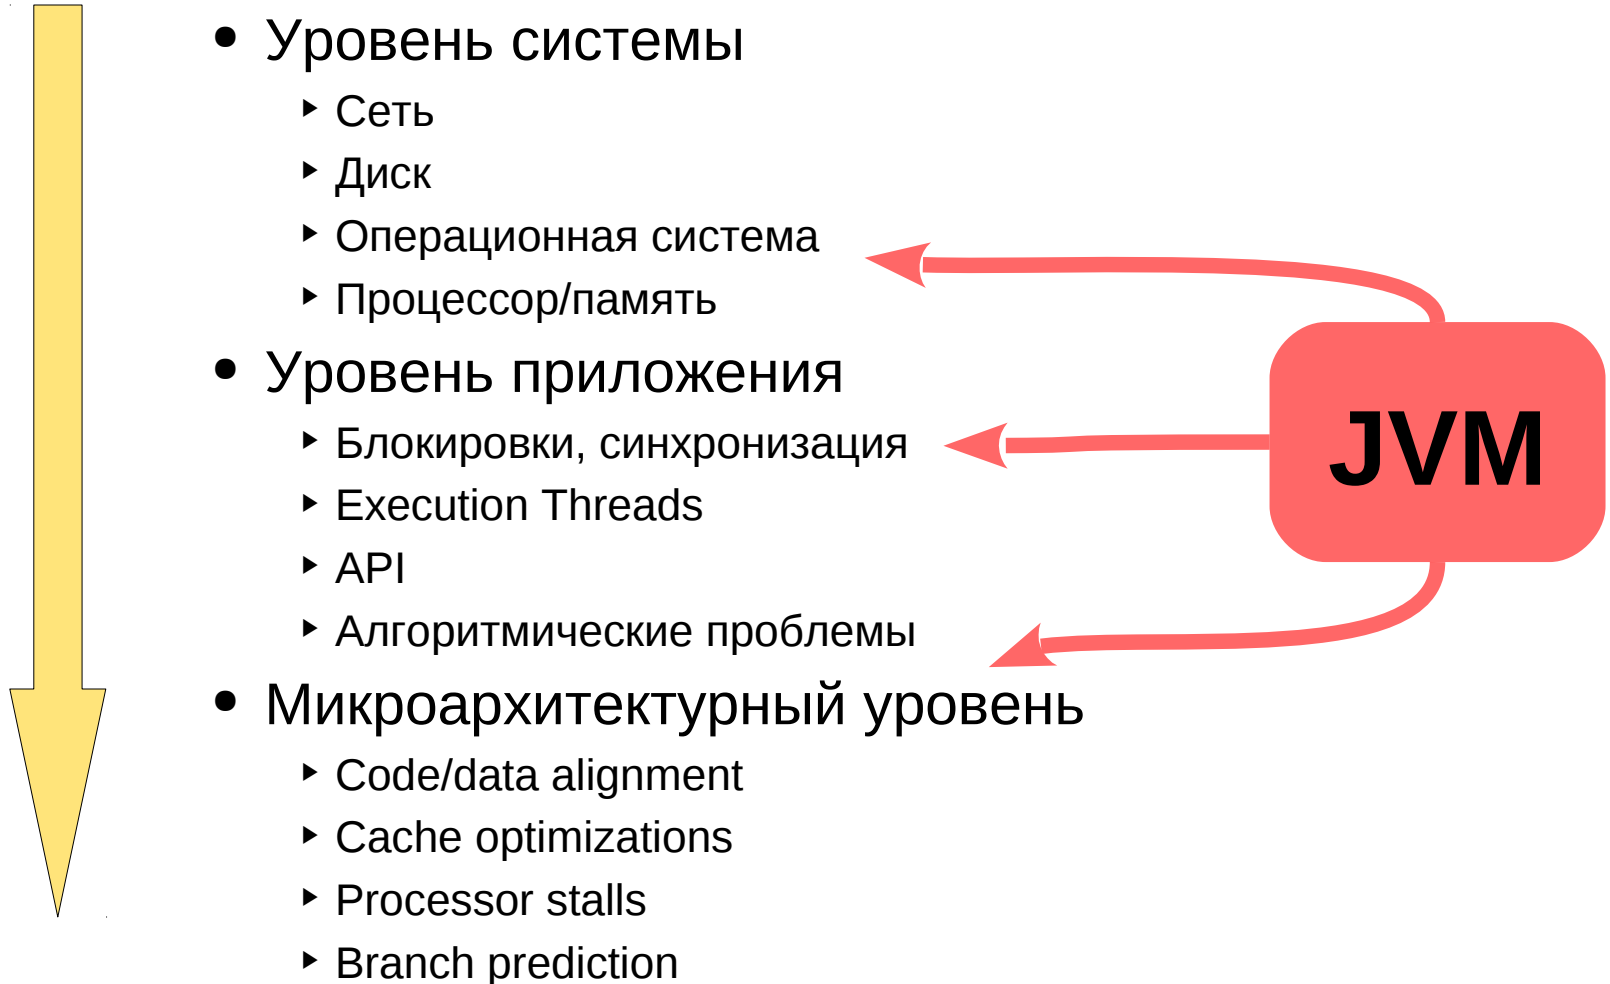 Уровень системы
Сеть
Диск
Операционная система
Процессор/память
Уровень приложения
Блокировки, синхронизация
Execution Threads
API
Алгоритмические проблемы
Микроархитектурный уровень
Code/data alignment
Cache optimizations
Processor stalls
Branch prediction
JVM